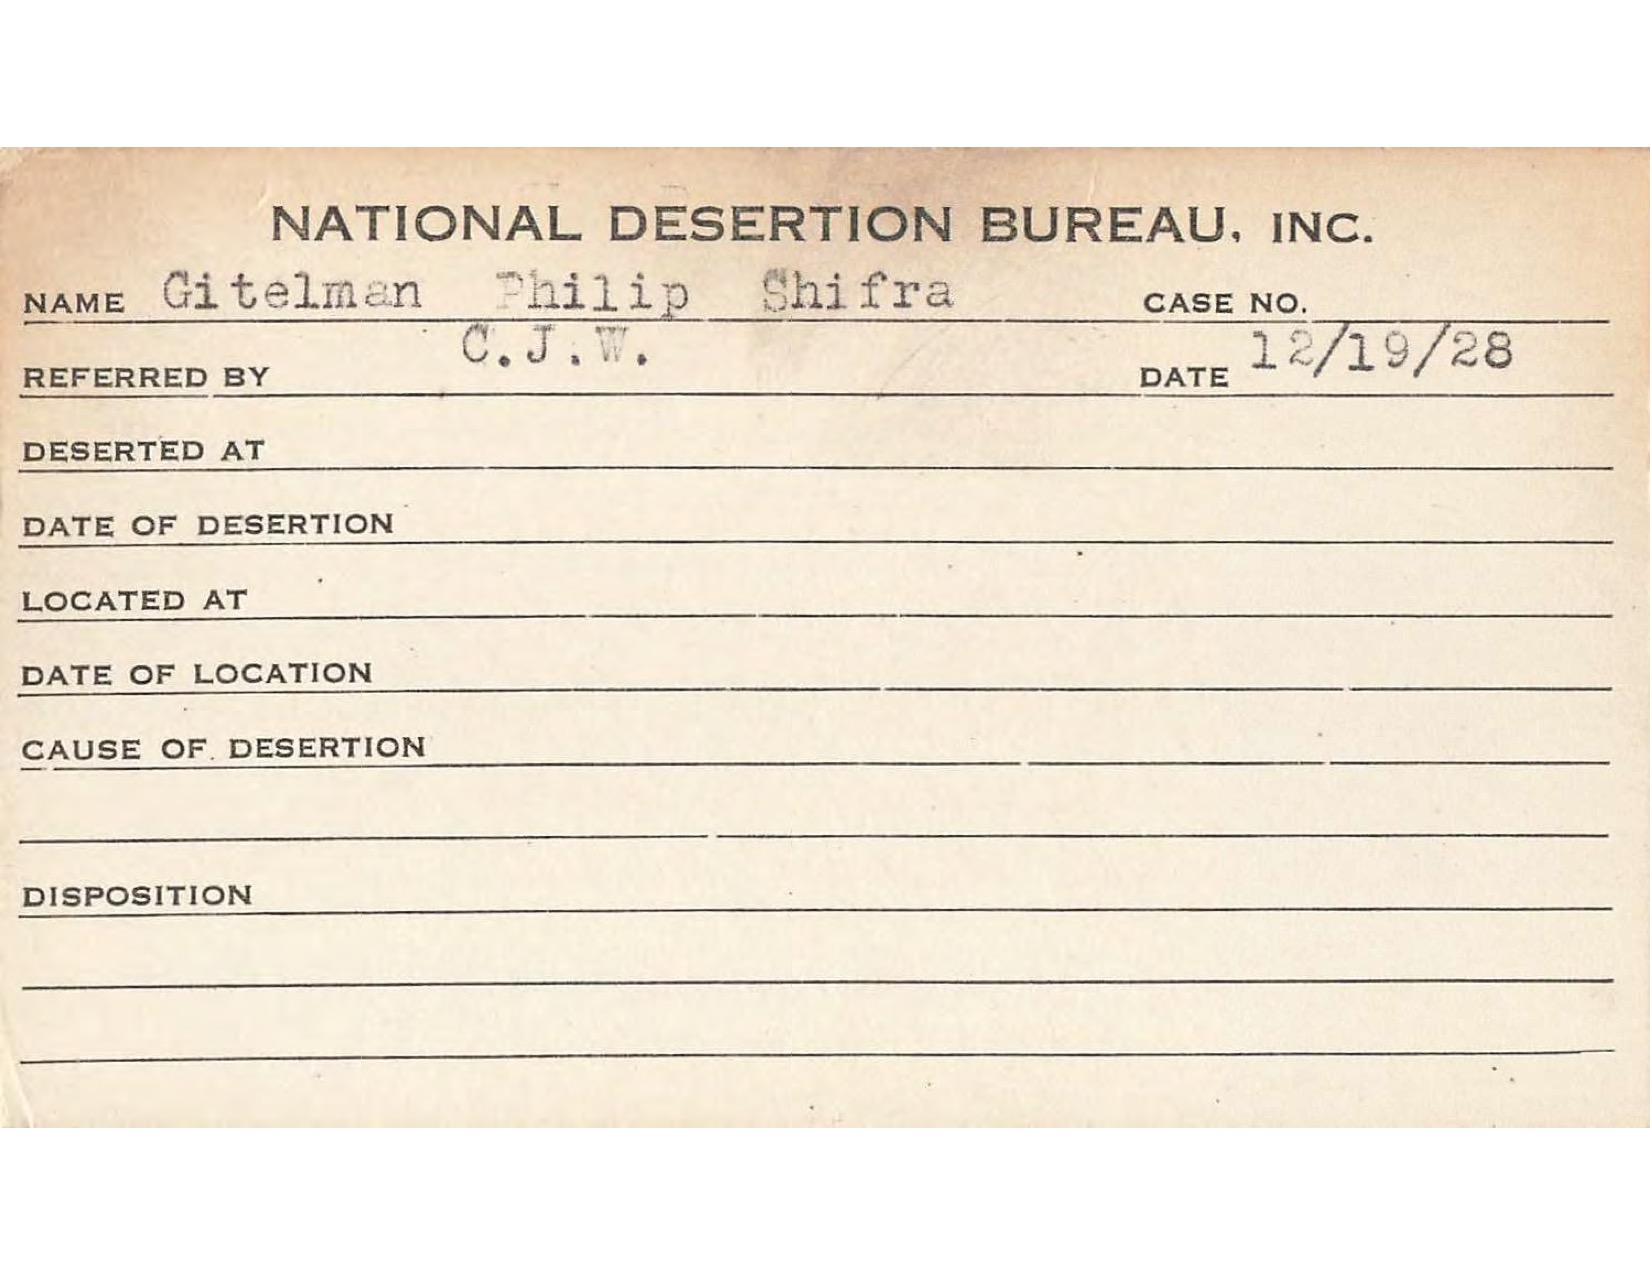 NATIONAL DESERTION BUREAU, INC.
NAME Gitelman Philip Shifra CASE NO.
REFERRED BY C.J.W. DATE 12/19/28
DESERTED AT
DATE OF DESERTION
LOCATED AT
DATE OF LOCATION
CAUSE OF DESERTION
DISPOSITION